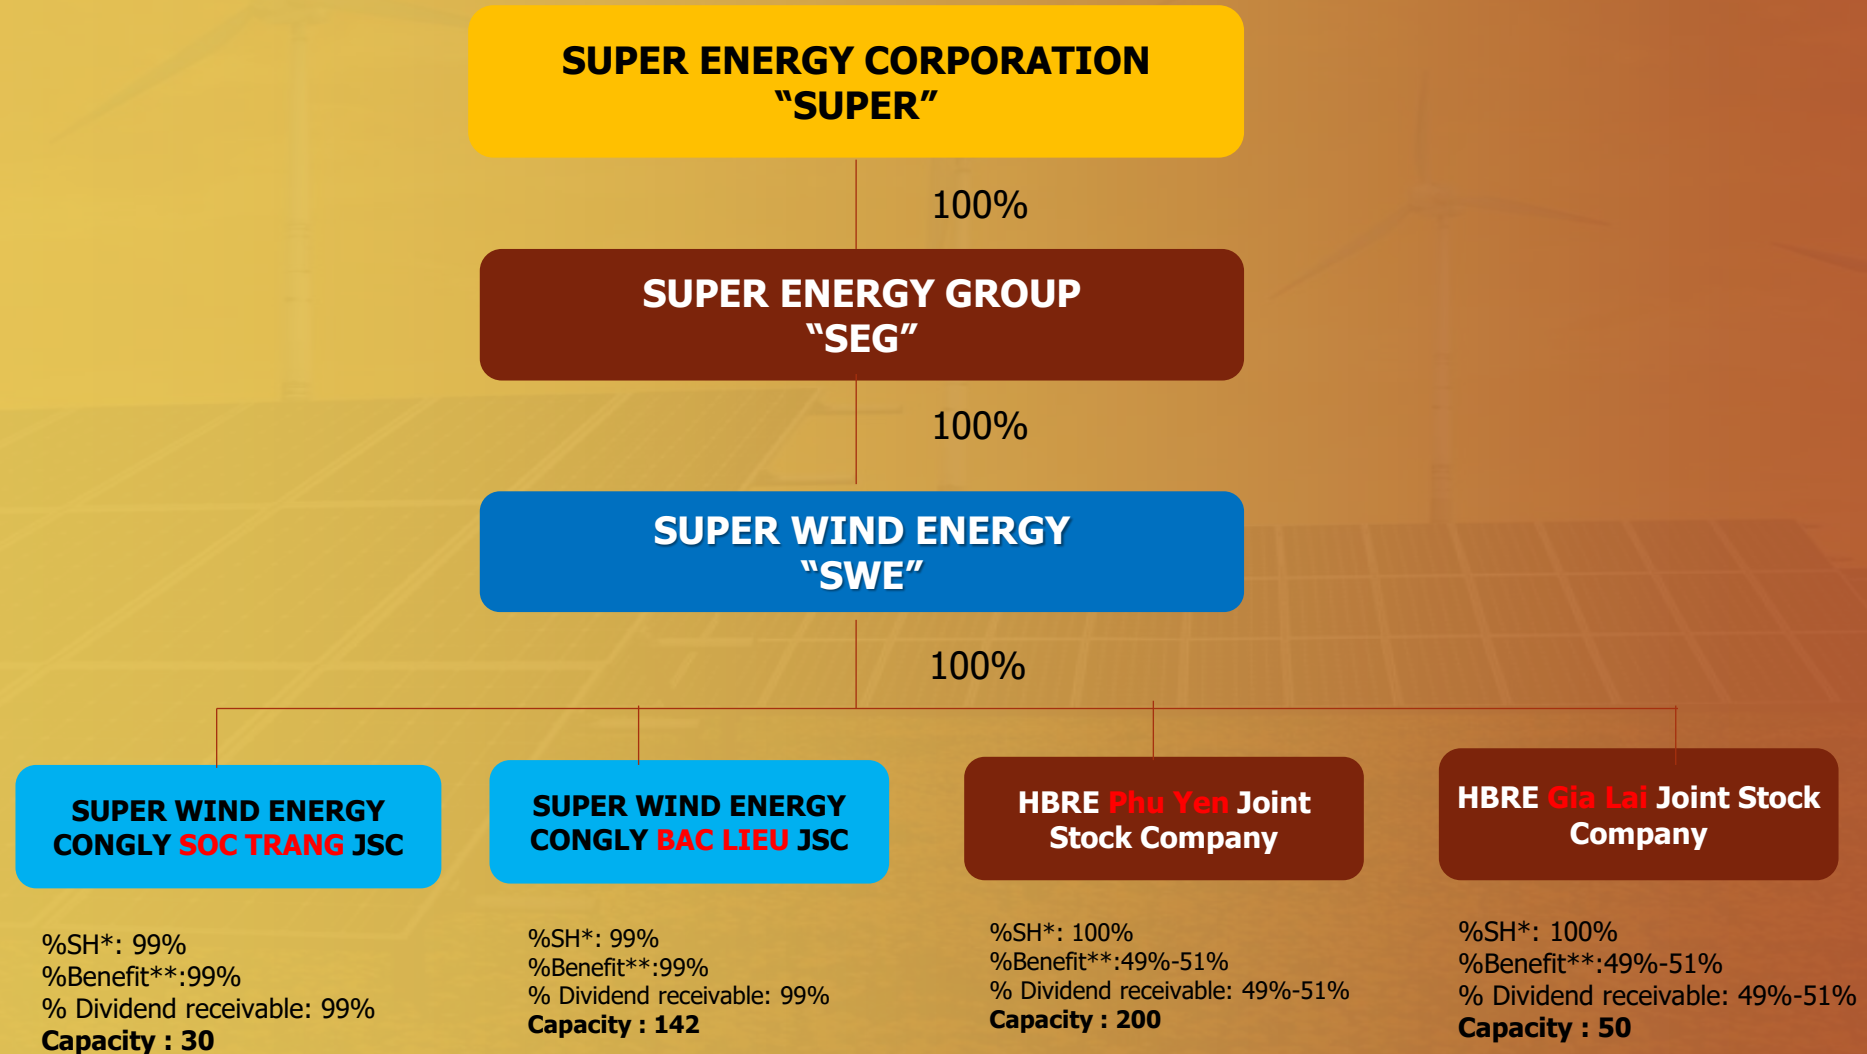 SUPER ENERGY CORPORATION
“SUPER”
100%
SUPER ENERGY GROUP
“SEG”
100%
SUPER WIND ENERGY
“SWE”
100%
SUPER WIND ENERGY
CONGLY SOC TRANG JSC
%SH*: 99%
%Benefit**:99%
% Dividend receivable: 99%
Capacity : 30
SUPER WIND ENERGY
CONGLY BAC LIEU JSC
%SH*: 99%
%Benefit**:99%
% Dividend receivable: 99%
Capacity : 142
HBRE Phu Yen Joint
Stock Company
%SH*: 100%
%Benefit**:49%-51%
% Dividend receivable: 49%-51%
Capacity : 200
HBRE Gia Lai Joint Stock
Company
%SH*: 100%
%Benefit**:49%-51%
% Dividend receivable: 49%-51%
Capacity : 50